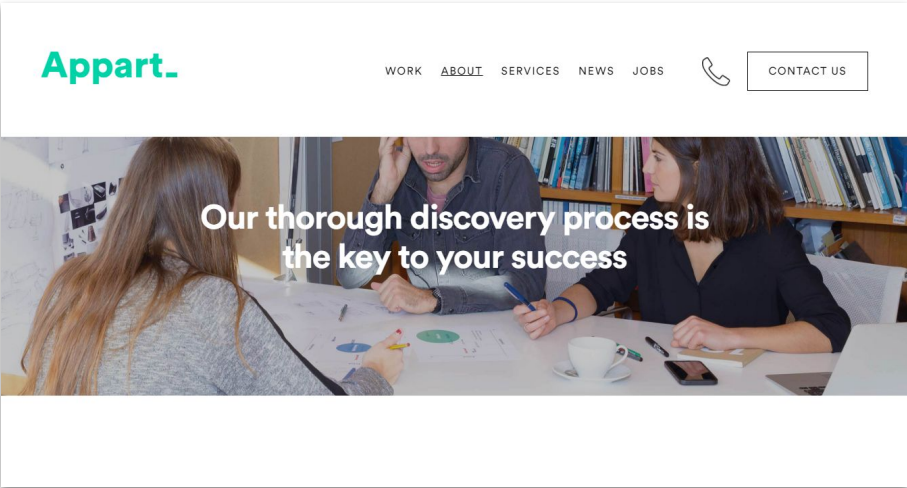 Appart_
WORK ABOUT SERVICES NEWS JOBS CONTACT US
Our thorough discovery process is
the key to your success